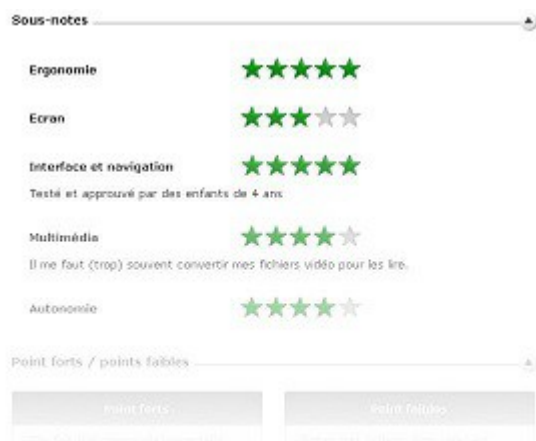 Sous-notes
Ergonomie
Ecran
Interface et navigation
Testé et approuvé par des enfants de 4 ans
Multimédia
Il me faut (trop) souvent convertir mes fichiers vidéo pour les lire.
Autonomie
Point forts / points faibles
Point forts
Point faibles